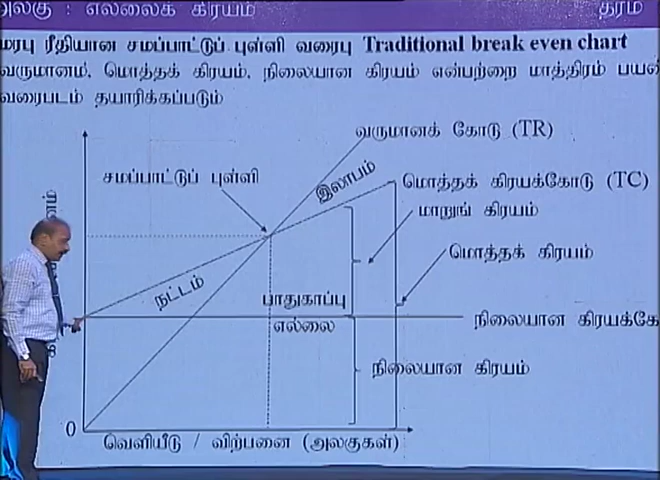 அலகு : எல்லைக் கிரயம்
தரம்
மரபு ரீதியான சமப்பாட்டுப் புள்ளி வரைபு Traditional break even chart
வருமானம், மொத்தக் கிரயம், நிலையான கிரயம் என்பற்றை மாத்திரம்
வரைபடம் தயாரிக்கப்படும்
வருமானக் கோடு (TR)
இலாபம்
சமப்பாட்டுப் புள்ளி
மொத்தக் கிரயக்கோடு (TC)
மாறுங் கிரயம்
மொத்தக் கிரயம்
நட்டம்
பாதுகாப்பு
எல்லை
நிலையான
நிலையான கிரயம்
0
வெளியீடு / விற்பனை (அலகுகள்)